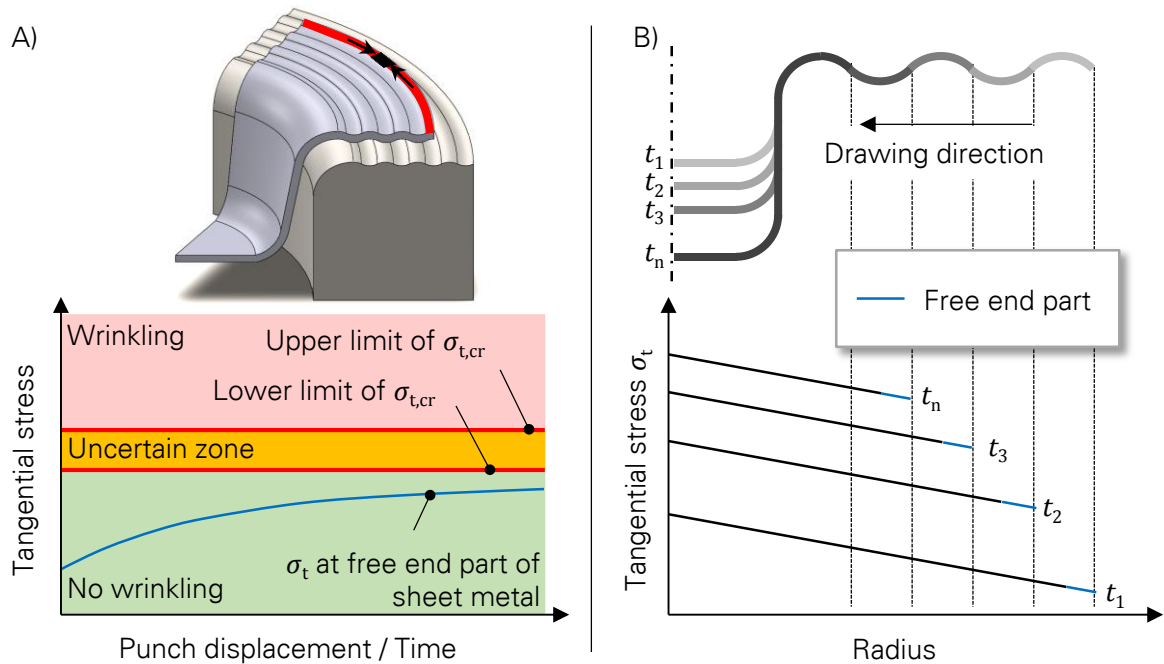 A)
Wrinkling
Upper limit of σt,cr
Lower limit of σt,cr
Uncertain zone
σt at free end part of
sheet metal
No wrinkling
Tangential stress
Punch displacement / Time
B)
t1
t2
t3
tn
Drawing direction
Free end part
Tangential stress σt
tn
t3
t2
t1
Radius